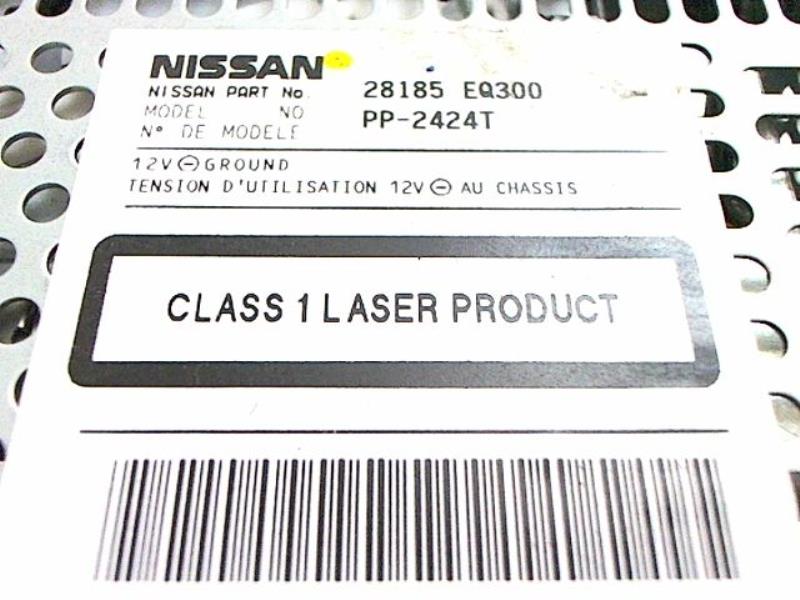 NISSAN
NISSAN PART No. 28185 EQ300
MODEL NO PP-2424T
N° DE MODELE
12V ⊖ GROUND
TENSION D'UTILISATION 12V ⊖ AU CHASSIS
CLASS 1 LASER PRODUCT